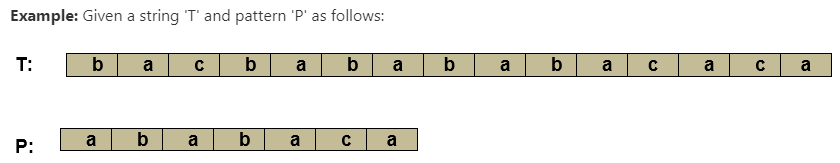 Example: Given a string 'T' and pattern 'P' as follows:
T: b a c b a b a b a b a c a c a
P: a b a b a c a